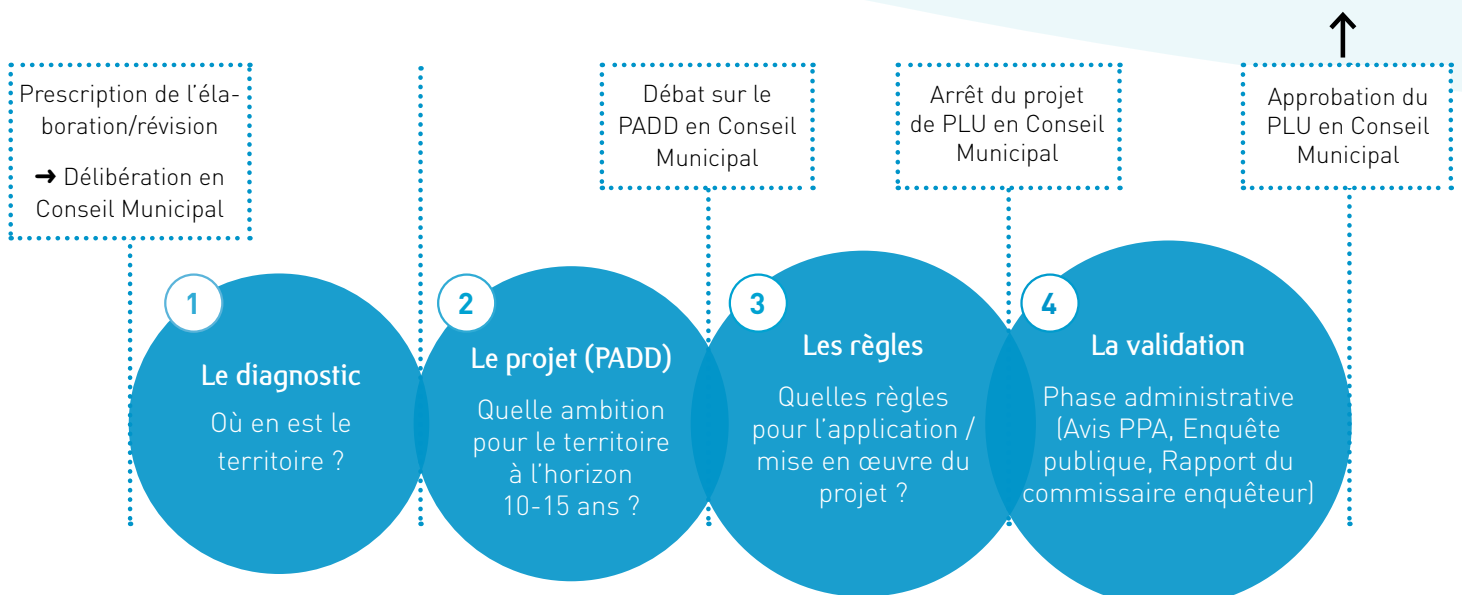 Prescription de l'éla-
boration/révision
➜ Délibération en
Conseil Municipal
Débat sur le
PADD en Conseil
Municipal
Arrêt du projet
de PLU en Conseil
Municipal
Approbation du
PLU en Conseil
Municipal
1
Le diagnostic
Où en est le
territoire ?
2
Le projet (PADD)
Quelle ambition
pour le territoire
à l'horizon
10-15 ans ?
3
Les règles
Quelles règles
pour l'application /
mise en œuvre du
projet ?
4
La validation
Phase administrative
(Avis PPA, Enquête
publique, Rapport du
commissaire enquêteur)